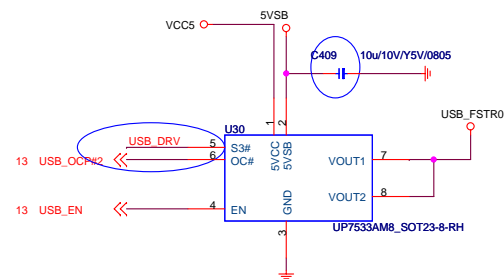 5VSB
VCC5
C409 10u/10V/Y5V/0805
USB_FSTR0
U30
1 2
USB_DRV 5 S3# 5VCC 5VSB VOUT1 7
13 USB_OCP#2 6 OC#
13 USB_EN 4 EN GND VOUT2 8
3
UP7533AM8_SOT23-8-RH